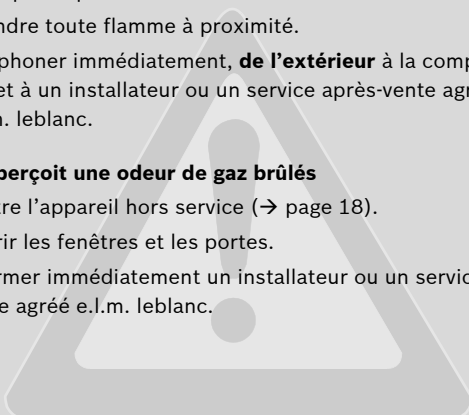 ndre toute flamme à proximité.
phoner immédiatement, de l'extérieur à la comp
et à un installateur ou un service après-vente agr
m. leblanc.
perçoit une odeur de gaz brûlés
tre l'appareil hors service (→ page 18).
rir les fenêtres et les portes.
rmer immédiatement un installateur ou un servic
e agréé e.l.m. leblanc.